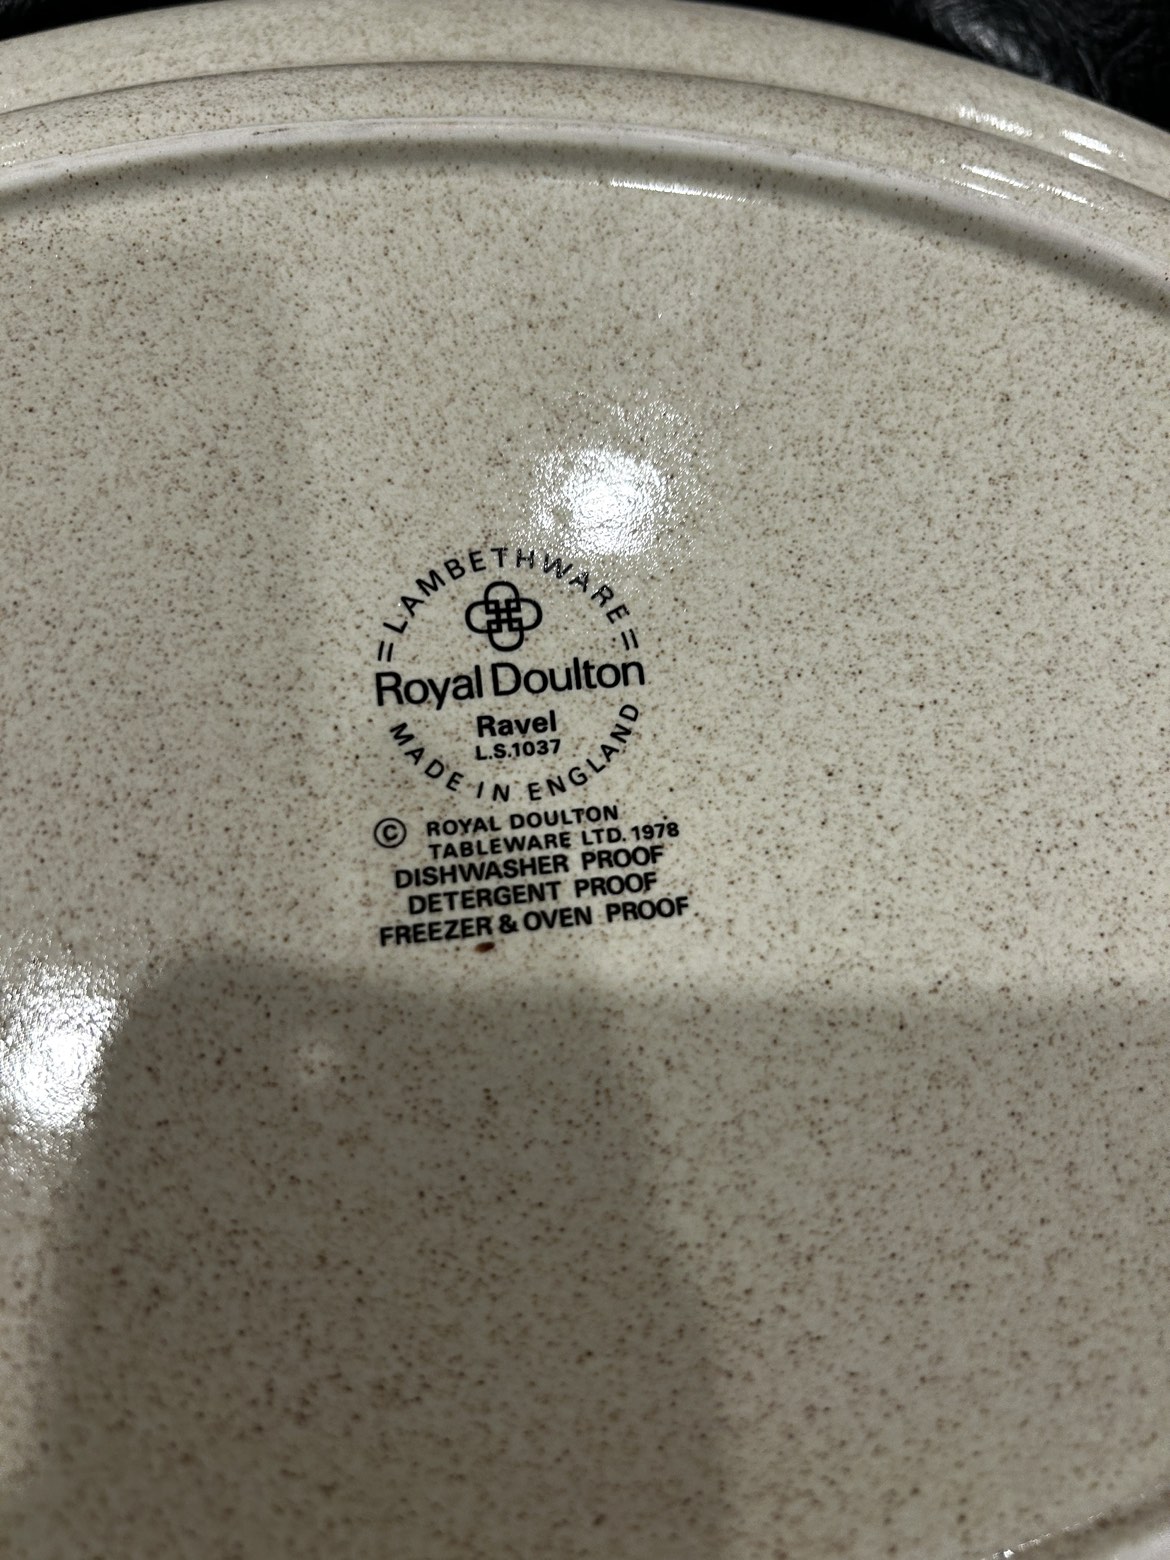 =LAMBETHWARE=
Royal Doulton
Ravel
L.S.1037
MADE IN ENGLAND
© ROYAL DOULTON
TABLEWARE LTD. 1978
DISHWASHER PROOF
DETERGENT PROOF
FREEZER & OVEN PROOF